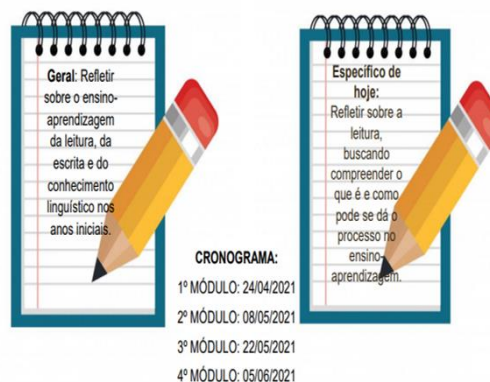 Geral: Refletir
sobre o ensino-
aprendizagem
da leitura, da
escrita e do
conhecimento
linguístico nos
anos iniciais.
Específico de
hoje:
Refletir sobre a
leitura,
buscando
compreender o
que é e como
pode se dá o
processo no
ensino-
aprendizagem.
CRONOGRAMA:
1º MÓDULO: 24/04/2021
2º MÓDULO: 08/05/2021
3º MÓDULO: 22/05/2021
4º MÓDULO: 05/06/2021